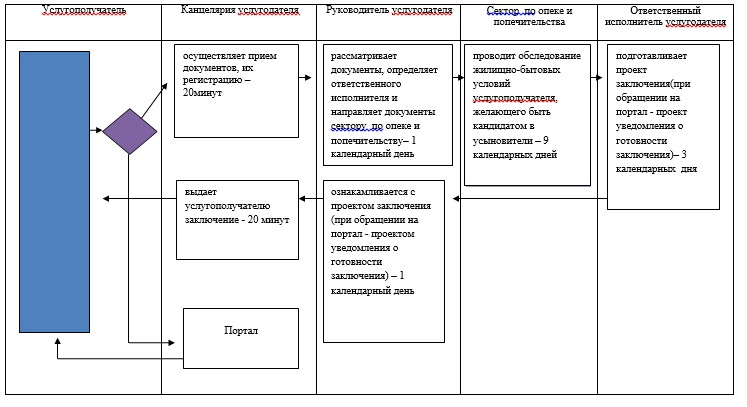 Услугополучатель
Канцелярия услугодателя
Руководитель услугодателя
Сектор по опеке и
попечительства
Ответственный
исполнитель услугодателя
осуществляет прием
документов, их
регистрацию –
20минут
рассматривает
документы, определяет
ответственного
исполнителя и
направляет документы
сектору по опеке и
попечительству– 1
календарный день
проводит обследование
жилищно-бытовых
условий
услугополучателя,
желающего быть
кандидатом в
усыновители – 9
календарных дней
подготавливает
проект
заключения(при
обращении на
портал - проект
уведомления о
готовности
заключения)– 3
календарных дня
выдает
услугополучателю
заключение - 20 минут
ознакамливается с
проектом заключения
(при обращении на
портал - проектом
уведомления о
готовности
заключения) – 1
календарный день
Портал